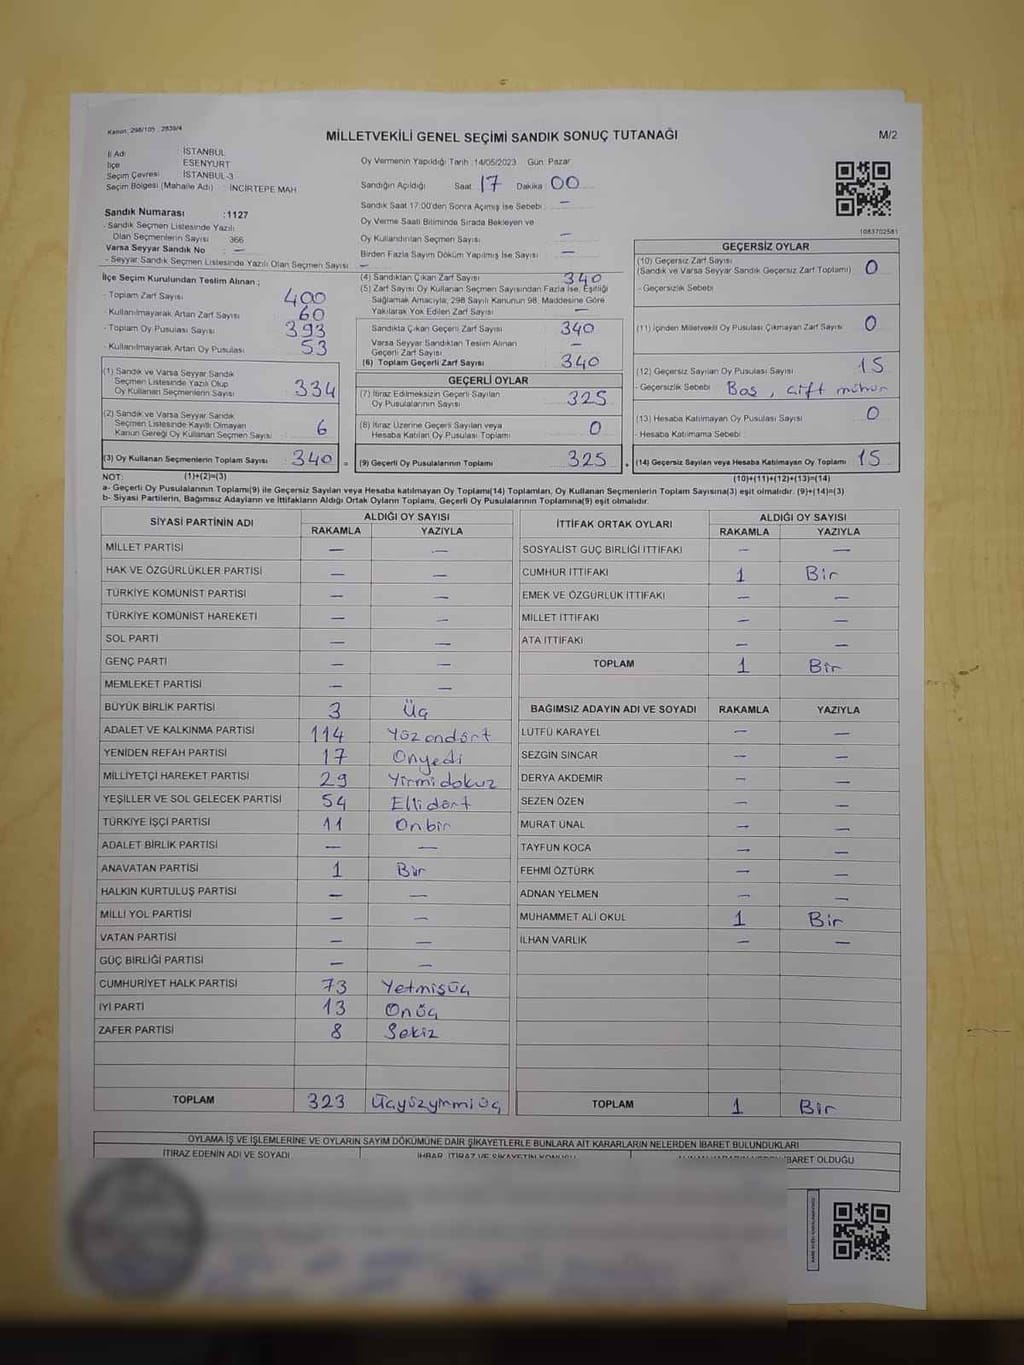 Kanun: 298/105 , 2839/4
MİLLETVEKİLİ GENEL SEÇİMİ SANDIK SONUÇ TUTANAĞI
M/2
İl Adı : İSTANBUL
İlçe ESENYURT
Seçim Çevresi İSTANBUL-3
Seçim Bölgesi (Mahalle Adı) İNCİRTEPE MAH
Sandık Numarası :1127
- Sandık Seçmen Listesinde Yazılı
Olan Seçmenlerin Sayısı 366
Varsa Seyyar Sandık No —
- Seyyar Sandık Seçmen Listesinde Yazılı Olan Seçmen Sayısı —
Oy Vermenin Yapıldığı Tarih :14/05/2023 Gün: Pazar
Sandığın Açıldığı Saat 17 Dakika 00
Sandık Saat 17:00'den Sonra Açılmış İse Sebebi : —
Oy Verme Saati Bitiminde Sırada Bekleyen ve
Oy Kullandırılan Seçmen Sayısı —
Birden Fazla Sayım Döküm Yapılmış İse Sayısı —
1083702581
İlçe Seçim Kurulundan Teslim Alınan ;
- Toplam Zarf Sayısı 400
- Kullanılmayarak Artan Zarf Sayısı 60
- Toplam Oy Pusulası Sayısı 393
- Kullanılmayarak Artan Oy Pusulası 53
(1) Sandık ve Varsa Seyyar Sandık
Seçmen Listesinde Yazılı Olup
Oy Kullanan Seçmenlerin Sayısı 334
(2) Sandık ve Varsa Seyyar Sandık
Seçmen Listesinde Kayıtlı Olmayan
Kanun Gereği Oy Kullanan Seçmen Sayısı 6
(3) Oy Kullanan Seçmenlerin Toplam Sayısı 340 =
(4) Sandıktan Çıkan Zarf Sayısı 340
(5) Zarf Sayısı Oy Kullanan Seçmen Sayısından Fazla İse, Eşitliği
Sağlamak Amacıyla, 298 Sayılı Kanunun 98. Maddesine Göre
Yakılarak Yok Edilen Zarf Sayısı —
Sandıkta Çıkan Geçerli Zarf Sayısı 340
Varsa Seyyar Sandıktan Teslim Alınan
Geçerli Zarf Sayısı —
(6) Toplam Geçerli Zarf Sayısı 340
GEÇERLİ OYLAR
(7) İtiraz Edilmeksizin Geçerli Sayılan
Oy Pusulalarının Sayısı 325
(8) İtiraz Üzerine Geçerli Sayılan veya
Hesaba Katılan Oy Pusulası Toplamı 0
(9) Geçerli Oy Pusulalarının Toplamı 325
GEÇERSİZ OYLAR
(10) Geçersiz Zarf Sayısı
(Sandık ve Varsa Seyyar Sandık Geçersiz Zarf Toplamı) 0
- Geçersizlik Sebebi
(11) İçinden Milletvekili Oy Pusulası Çıkmayan Zarf Sayısı 0
(12) Geçersiz Sayılan Oy Pusulası Sayısı 15
- Geçersizlik Sebebi Boş , çift mühür
(13) Hesaba Katılmayan Oy Pusulası Sayısı 0
- Hesaba Katılmama Sebebi
(14) Geçersiz Sayılan veya Hesaba Katılmayan Oy Toplamı 15
NOT: (1)+(2)=(3)
(10)+(11)+(12)+(13)=(14)
a- Geçerli Oy Pusulalarının Toplamı(9) ile Geçersiz Sayılan veya Hesaba katılmayan Oy Toplamı(14) Toplamları, Oy Kullanan Seçmenlerin Toplam Sayısına(3) eşit olmalıdır. (9)+(14)=(3)
b- Siyasi Partilerin, Bağımsız Adayların ve İttifakların Aldığı Ortak Oyların Toplamı, Geçerli Oy Pusulalarının Toplamına(9) eşit olmalıdır.
SİYASİ PARTİNİN ADI
ALDIĞI OY SAYISI
RAKAMLA YAZIYLA
MİLLET PARTİSİ — —
HAK VE ÖZGÜRLÜKLER PARTİSİ — —
TÜRKİYE KOMÜNİST PARTİSİ — —
TÜRKİYE KOMÜNİST HAREKETİ — —
SOL PARTİ — —
GENÇ PARTİ — —
MEMLEKET PARTİSİ — —
BÜYÜK BİRLİK PARTİSİ 3 Üç
ADALET VE KALKINMA PARTİSİ 114 Yüzondört
YENİDEN REFAH PARTİSİ 17 Onyedi
MİLLİYETÇİ HAREKET PARTİSİ 29 Yirmidokuz
YEŞİLLER VE SOL GELECEK PARTİSİ 54 Ellidört
TÜRKİYE İŞÇİ PARTİSİ 11 Onbir
ADALET BİRLİK PARTİSİ — —
ANAVATAN PARTİSİ 1 Bir
HALKIN KURTULUŞ PARTİSİ — —
MİLLİ YOL PARTİSİ — —
VATAN PARTİSİ — —
GÜÇ BİRLİĞİ PARTİSİ — —
CUMHURİYET HALK PARTİSİ 73 Yetmişüç
İYİ PARTİ 13 Onüç
ZAFER PARTİSİ 8 Sekiz
TOPLAM 323 Üçyüzyirmiüç
İTTİFAK ORTAK OYLARI
ALDIĞI OY SAYISI
RAKAMLA YAZIYLA
SOSYALİST GÜÇ BİRLİĞİ İTTİFAKI — —
CUMHUR İTTİFAKI 1 Bir
EMEK VE ÖZGÜRLÜK İTTİFAKI — —
MİLLET İTTİFAKI — —
ATA İTTİFAKI — —
TOPLAM 1 Bir
BAĞIMSIZ ADAYIN ADI VE SOYADI RAKAMLA YAZIYLA
LÜTFÜ KARAYEL — —
SEZGİN SİNCAR — —
DERYA AKDEMİR — —
SEZEN ÖZEN — —
MURAT ÜNAL — —
TAYFUN KOCA — —
FEHMİ ÖZTÜRK — —
ADNAN YELMEN — —
MUHAMMET ALİ OKUL 1 Bir
İLHAN VARLIK — —
TOPLAM 1 Bir
OYLAMA İŞ VE İŞLEMLERİNE VE OYLARIN SAYIM DÖKÜMÜNE DAİR ŞİKAYETLERLE BUNLARA AİT KARARLARIN NELERDEN İBARET BULUNDUKLARI
İTİRAZ EDENİN ADI VE SOYADI
İHBAR, İTİRAZ VE ŞİKAYETİN KONUSU
İBARET OLDUĞU